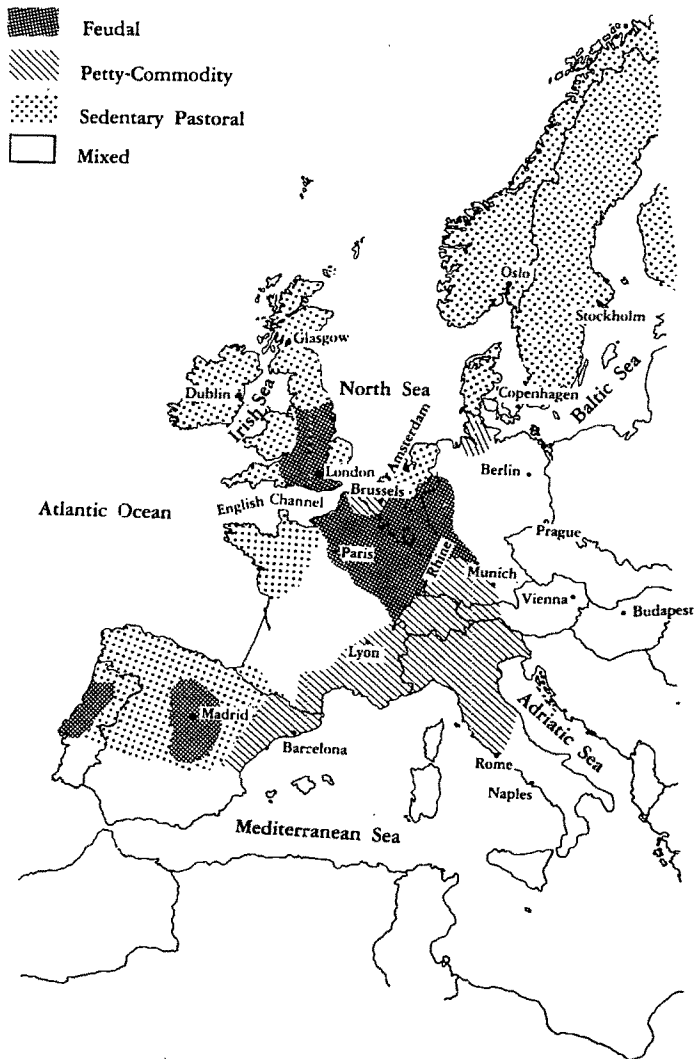 Feudal
Petty-Commodity
Sedentary Pastoral
Mixed
Oslo
Stockholm
Glasgow
North Sea
Dublin
Irish Sea
Copenhagen
Baltic Sea
Amsterdam
London
Berlin
English Channel
Brussels
Atlantic Ocean
Paris
Rhine
Prague
Munich
Vienna
Budapest
Lyon
Madrid
Barcelona
Adriatic Sea
Rome
Naples
Mediterranean Sea